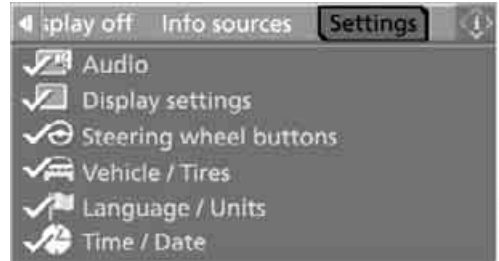 splay off Info sources Settings
Audio
Display settings
Steering wheel buttons
Vehicle / Tires
Language / Units
Time / Date